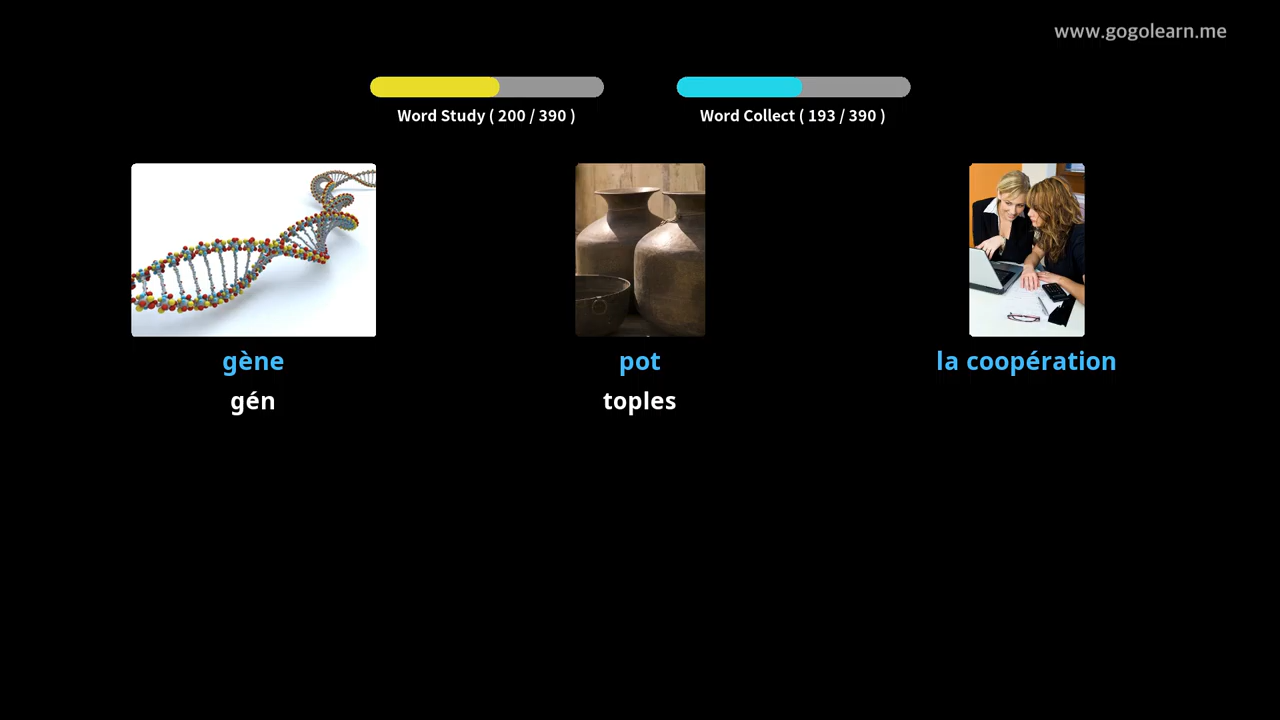 www.gogolearn.me
Word Study ( 200 / 390 )
Word Collect ( 193 / 390 )
gène
pot
la coopération
gén
toples